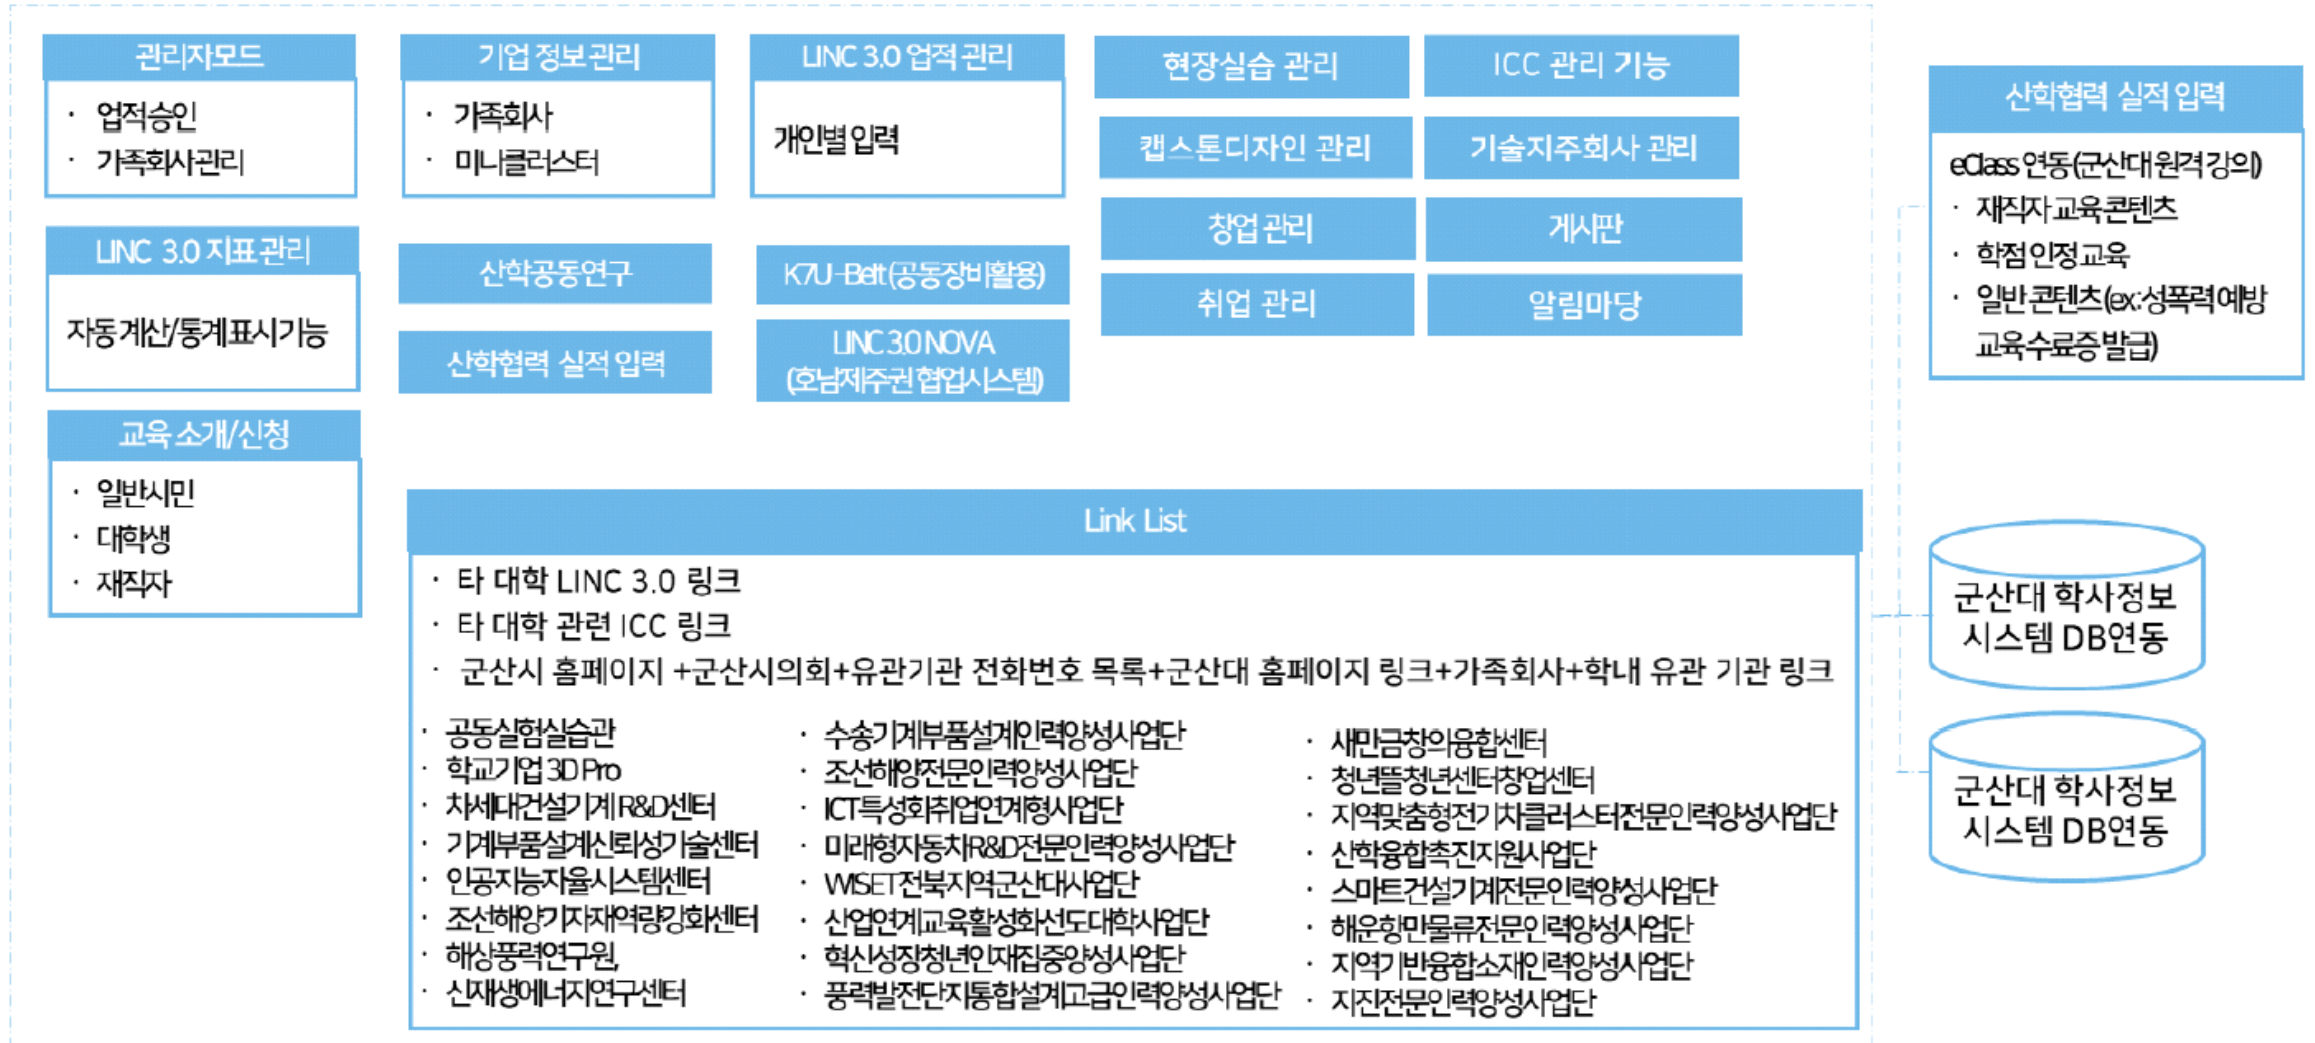 관리자모드
· 업적승인
· 가족회사관리
기업 정보 관리
· 가족회사
· 미니클러스터
LINC 3.0 업적 관리
개인별 입력
현장실습 관리
ICC 관리 기능
캡스톤디자인 관리
기술지주회사 관리
창업 관리
게시판
취업 관리
알림마당
LINC 3.0 지표 관리
자동 계산/통계 표시 기능
산학공동연구
산학협력 실적 입력
K7U-Belt (공동장비활용)
LINC 3.0 NOVA
(호남제주권 협업시스템)
교육 소개/신청
· 일반시민
· 대학생
· 재직자
Link List
· 타 대학 LINC 3.0 링크
· 타 대학 관련 ICC 링크
· 군산시 홈페이지 +군산시의회+유관기관 전화번호 목록+군산대 홈페이지 링크+가족회사+학내 유관 기관 링크
· 공동실험실습관
· 학교기업 3D Pro
· 차세대건설기계 R&D센터
· 기계부품설계신뢰성기술센터
· 인공지능자율시스템센터
· 조선해양기자재역량강화센터
· 해상풍력연구원,
· 신재생에너지연구센터
· 수송기계부품설계인력양성사업단
· 조선해양전문인력양성사업단
· ICT특성화취업연계형사업단
· 미래형자동차R&D전문인력양성사업단
· WISET전북지역군산대사업단
· 산업연계교육활성화선도대학사업단
· 혁신성장청년인재집중양성사업단
· 풍력발전단지통합설계고급인력양성사업단
· 새만금창의융합센터
· 청년뜰청년센터창업센터
· 지역맞춤형전기차클러스터전문인력양성사업단
· 산학융합촉진지원사업단
· 스마트건설기계전문인력양성사업단
· 해운항만물류전문인력양성사업단
· 지역기반융합소재인력양성사업단
· 지진전문인력양성사업단
산학협력 실적 입력
eClass 연동(군산대 원격 강의)
· 재직자 교육 콘텐츠
· 학점 인정 교육
· 일반 콘텐츠(ex:성폭력 예방
교육 수료증 발급)
군산대 학사정보
시스템 DB연동
군산대 학사정보
시스템 DB연동